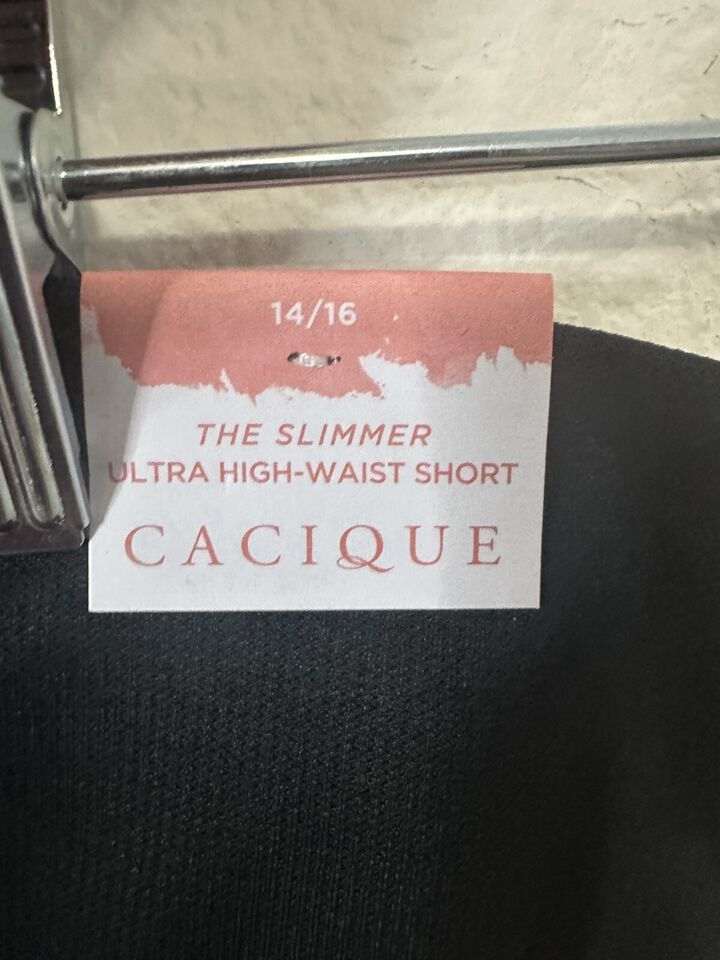 14/16
THE SLIMMER
ULTRA HIGH-WAIST SHORT
CACIQUE